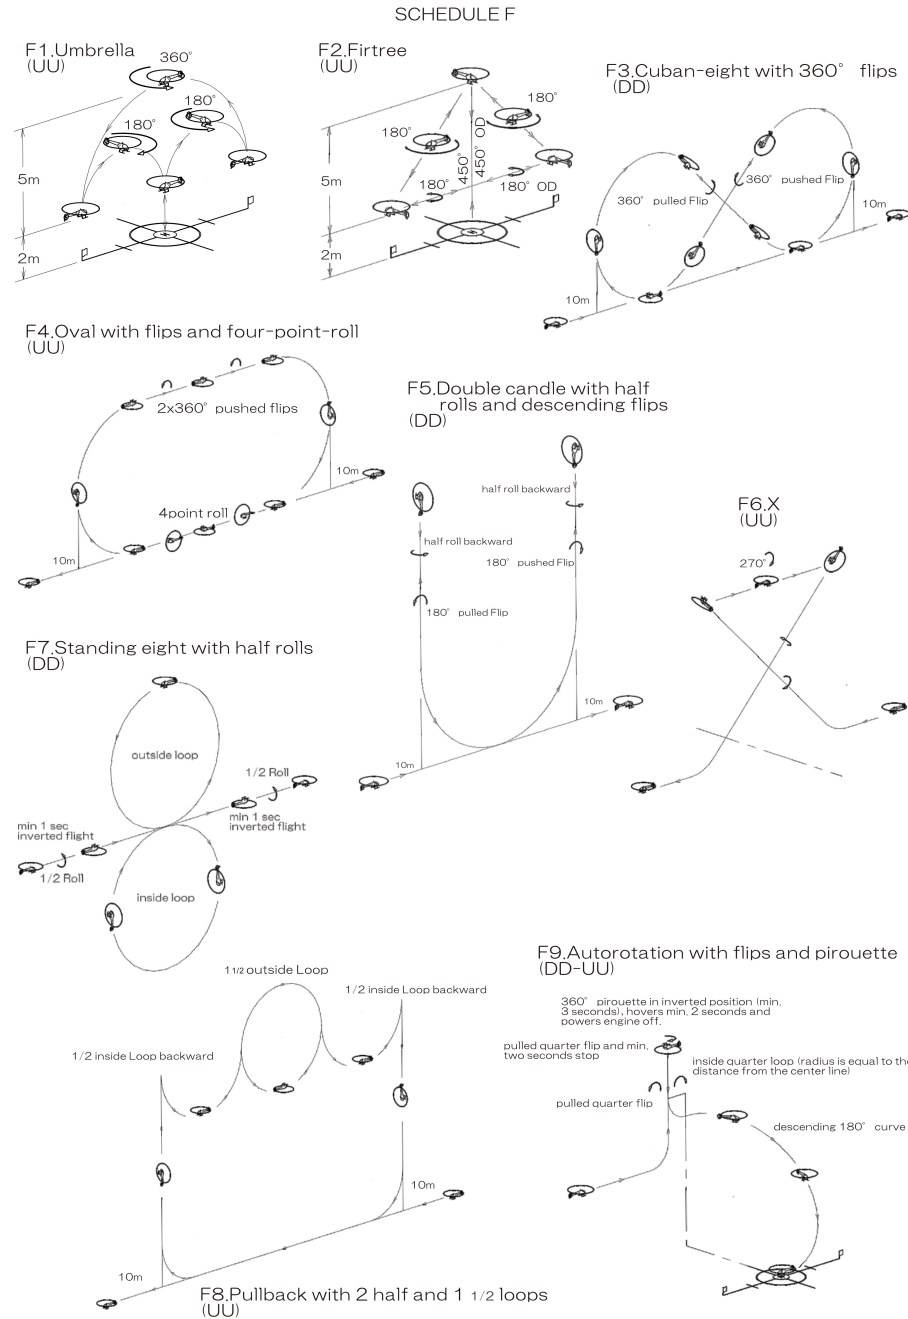 SCHEDULE F
F1.Umbrella
(UU)
360°
180°
180°
5m
2m
F2.Firtree
(UU)
180°
180°
450°
450° OD
180°
180° OD
5m
2m
F3.Cuban-eight with 360° flips
(DD)
360° pulled Flip
360° pushed Flip
10m
10m
F4.Oval with flips and four-point-roll
(UU)
2x360° pushed flips
10m
4point roll
10m
F5.Double candle with half
rolls and descending flips
(DD)
half roll backward
half roll backward
180° pushed Flip
180° pulled Flip
10m
10m
F6.X
(UU)
270°
F7.Standing eight with half rolls
(DD)
outside loop
1/2 Roll
min 1 sec
inverted flight
min 1 sec
inverted flight
1/2 Roll
inside loop
1 1/2 outside Loop
1/2 inside Loop backward
1/2 inside Loop backward
10m
10m
F8.Pullback with 2 half and 1 1/2 loops
(UU)
F9.Autorotation with flips and pirouette
(DD-UU)
360° pirouette in inverted position (min.
3 seconds), hovers min. 2 seconds and
powers engine off.
pulled quarter flip and min.
two seconds stop
inside quarter loop (radius is equal to the
distance from the center line)
pulled quarter flip
descending 180° curve